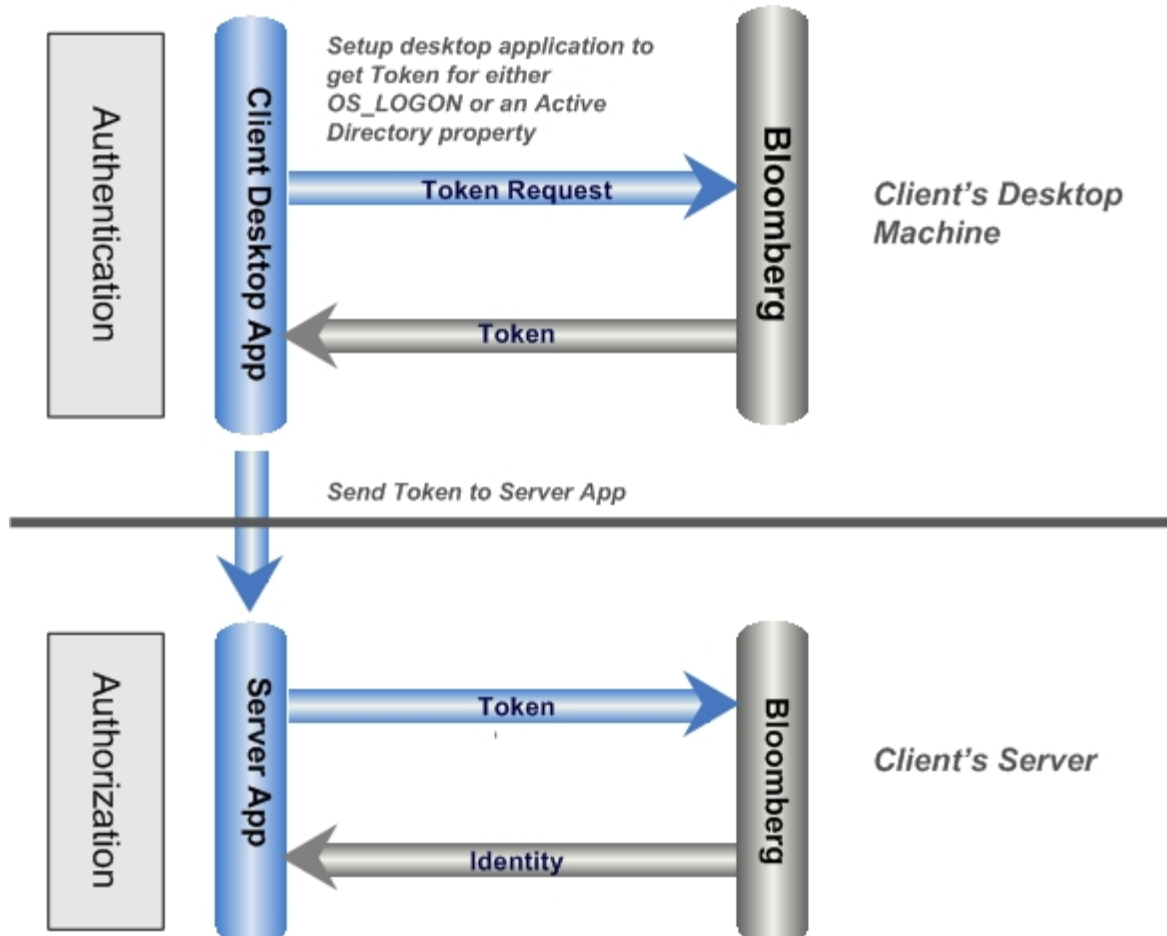 Authentication
Client Desktop App
Setup desktop application to
get Token for either
OS_LOGON or an Active
Directory property
Token Request
Token
Bloomberg
Client's Desktop
Machine
Send Token to Server App
Authorization
Server App
Token
Identity
Bloomberg
Client's Server